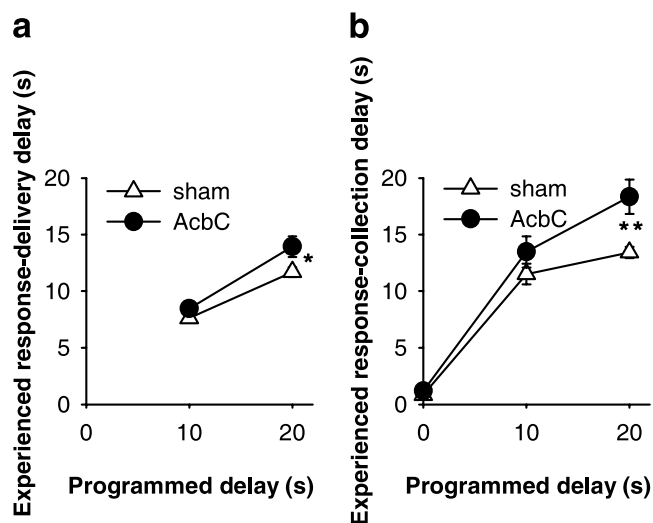 a
Experienced response-delivery delay (s)
20
15
10
5
0
sham
AcbC
*
0
10
20
Programmed delay (s)
b
Experienced response-collection delay (s)
20
15
10
5
0
sham
AcbC
**
0
10
20
Programmed delay (s)